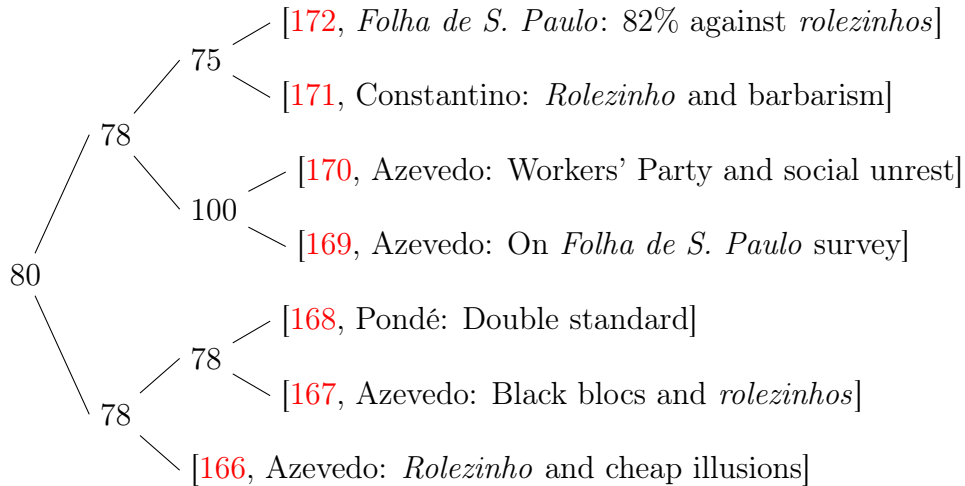 [172, Folha de S. Paulo: 82% against rolezinhos]
75
[171, Constantino: Rolezinho and barbarism]
78
[170, Azevedo: Workers' Party and social unrest]
100
[169, Azevedo: On Folha de S. Paulo survey]
80
[168, Pondé: Double standard]
78
[167, Azevedo: Black blocs and rolezinhos]
78
[166, Azevedo: Rolezinho and cheap illusions]